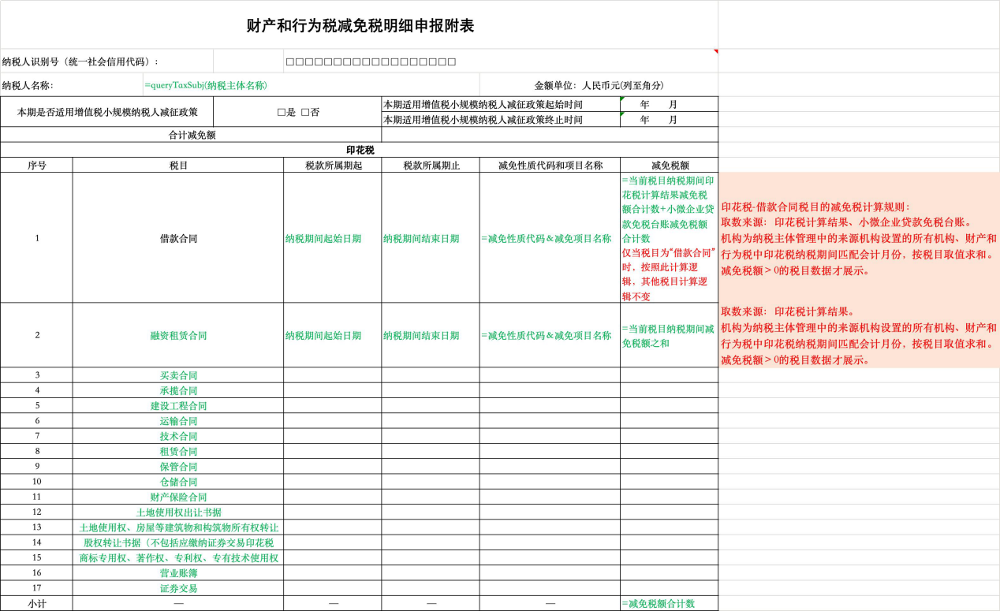 财产和行为税减免税明细申报附表
纳税人识别号（统一社会信用代码）：
□□□□□□□□□□□□□□□□□□
纳税人名称：
=queryTaxSubj(纳税主体名称)
金额单位：人民币元(列至角分)
本期是否适用增值税小规模纳税人减征政策
□是 □否
本期适用增值税小规模纳税人减征政策起始时间
年 月
本期适用增值税小规模纳税人减征政策终止时间
年 月
合计减免额
印花税
序号 税目 税款所属期起 税款所属期止 减免性质代码和项目名称 减免税额
1 借款合同 纳税期间起始日期 纳税期间结束日期 =减免性质代码&减免项目名称
=当前税目纳税期间印
花税计算结果减免税
额合计数+小微企业贷
款免税台账减免税额
合计数
仅当税目为“借款合同”
时，按照此计算逻
辑，其他税目计算逻
辑不变
印花税-借款合同税目的减免税计算规则：
取数来源：印花税计算结果、小微企业贷款免税台账。
机构为纳税主体管理中的来源机构设置的所有机构、财产和
行为税中印花税纳税期间匹配会计月份，按税目取值求和。
减免税额＞0的税目数据才展示。
2 融资租赁合同 纳税期间起始日期 纳税期间结束日期 =减免性质代码&减免项目名称
=当前税目纳税期间减
免税额之和
取数来源：印花税计算结果。
机构为纳税主体管理中的来源机构设置的所有机构、财产和
行为税中印花税纳税期间匹配会计月份，按税目取值求和。
减免税额＞0的税目数据才展示。
3 买卖合同
4 承揽合同
5 建设工程合同
6 运输合同
7 技术合同
8 租赁合同
9 保管合同
10 仓储合同
11 财产保险合同
12 土地使用权出让书据
13 土地使用权、房屋等建筑物和构筑物所有权转让
14 股权转让书据（不包括应缴纳证券交易印花税
15 商标专用权、著作权、专利权、专有技术使用权
16 营业账簿
17 证券交易
小计 — — — — =减免税额合计数